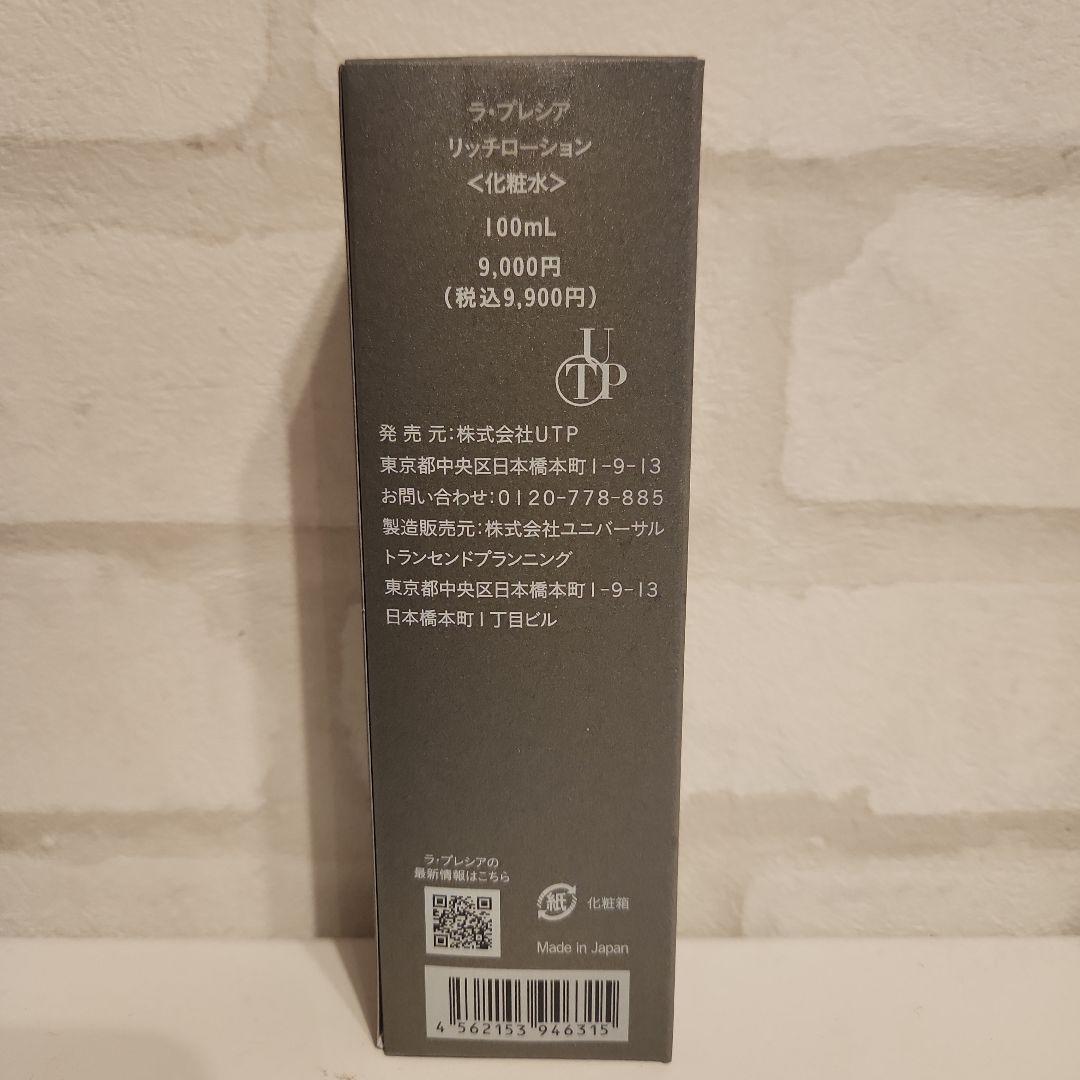 ラ・プレシア
リッチローション
<化粧水>
100mL
9,000円
(税込9,900円)
UTP
発売元:株式会社UTP
東京都中央区日本橋本町1-9-13
お問い合わせ:0120-778-885
製造販売元:株式会社ユニバーサル
トランセンドプランニング
東京都中央区日本橋本町1-9-13
日本橋本町1丁目ビル
ラ・プレシアの
最新情報はこちら
紙 化粧箱
Made in Japan
4 562153 946315